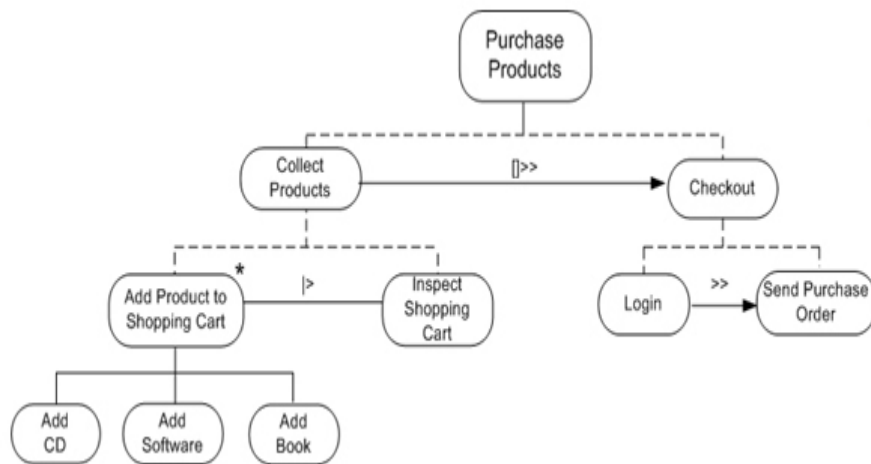 Purchase
Products
Collect
Products
[]>>
Checkout
Add Product to
Shopping Cart
*
|>
Inspect
Shopping
Cart
Login
>>
Send Purchase
Order
Add
CD
Add
Software
Add
Book